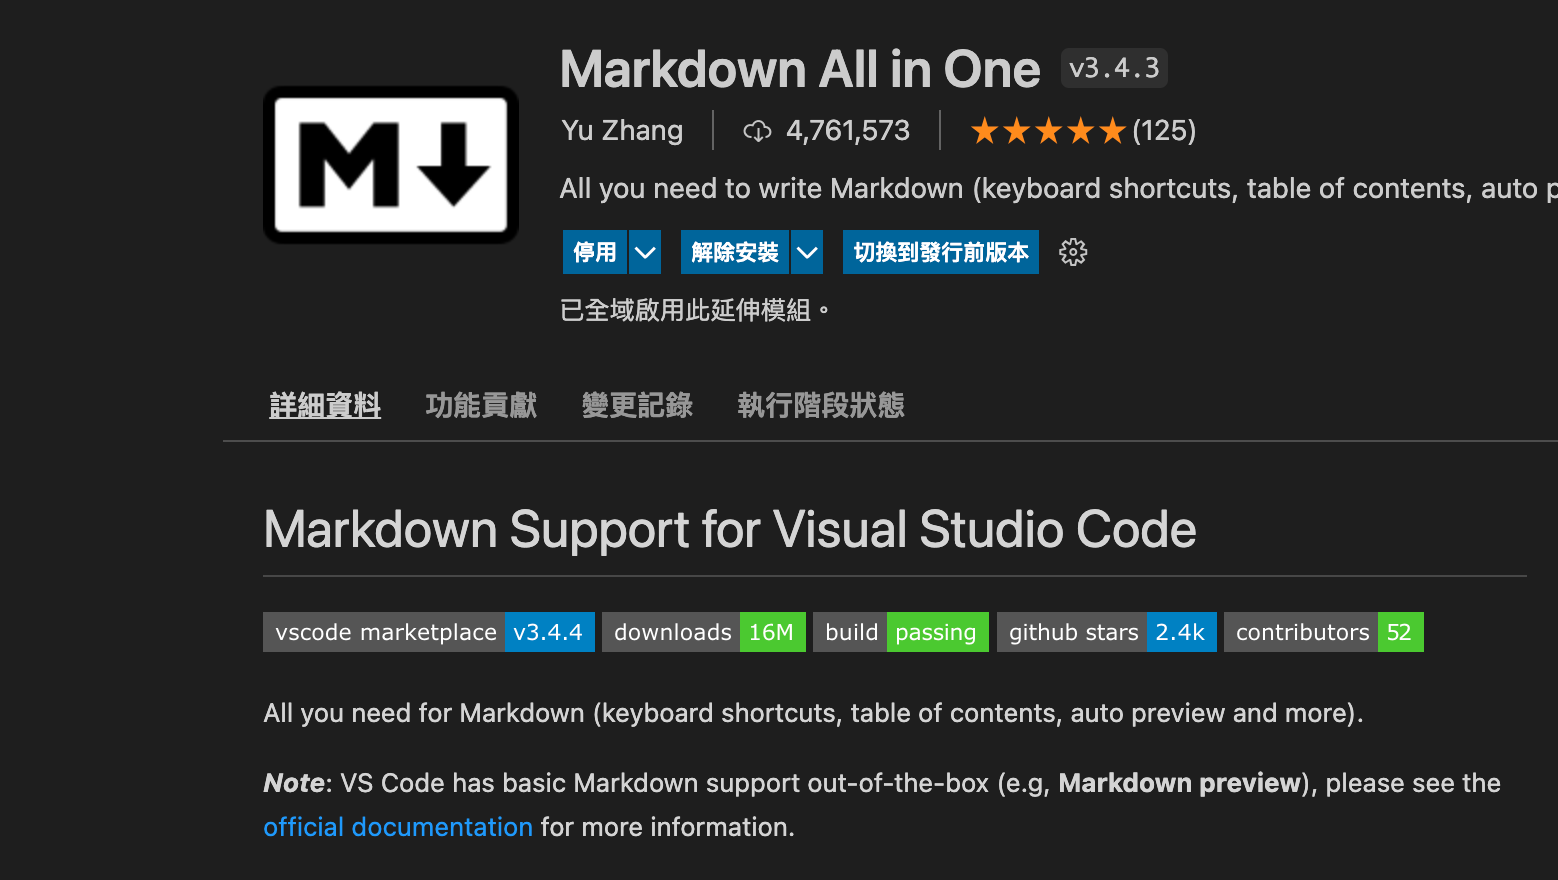 Markdown All in One v3.4.3
M
Yu Zhang 4,761,573 (125)
All you need to write Markdown (keyboard shortcuts, table of contents, auto p
停用 解除安裝 切換到發行前版本
已全域啟用此延伸模組。
詳細資料 功能貢獻 變更記錄 執行階段狀態
Markdown Support for Visual Studio Code
vscode marketplace v3.4.4 downloads 16M build passing github stars 2.4k contributors 52
All you need for Markdown (keyboard shortcuts, table of contents, auto preview and more).
Note: VS Code has basic Markdown support out-of-the-box (e.g, Markdown preview), please see the
official documentation for more information.